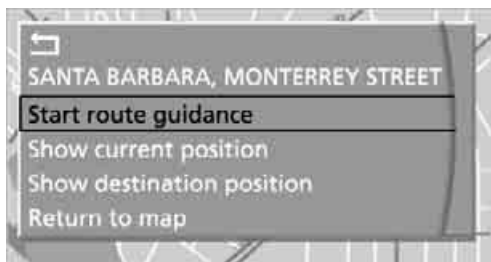 SANTA BARBARA, MONTERREY STREET
Start route guidance
Show current position
Show destination position
Return to map